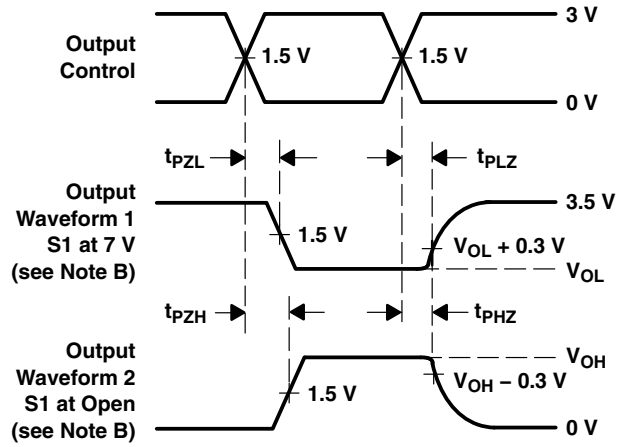 3 V
Output
Control
1.5 V
1.5 V
0 V
tPZL
tPLZ
Output
Waveform 1
S1 at 7 V
(see Note B)
3.5 V
1.5 V
VOL + 0.3 V
VOL
tPZH
tPHZ
Output
Waveform 2
S1 at Open
(see Note B)
VOH
1.5 V
VOH − 0.3 V
0 V